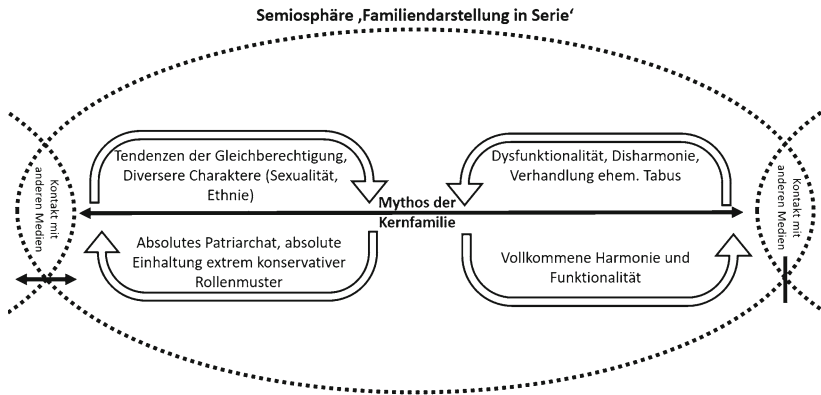 Semiosphäre ‚Familiendarstellung in Serie‘
Kontakt mit
anderen Medien
Tendenzen der Gleichberechtigung,
Diversere Charaktere (Sexualität,
Ethnie)
Dysfunktionalität, Disharmonie,
Verhandlung ehem. Tabus
Mythos der
Kernfamilie
Absolutes Patriarchat, absolute
Einhaltung extrem konservativer
Rollenmuster
Vollkommene Harmonie und
Funktionalität
Kontakt mit
anderen Medien